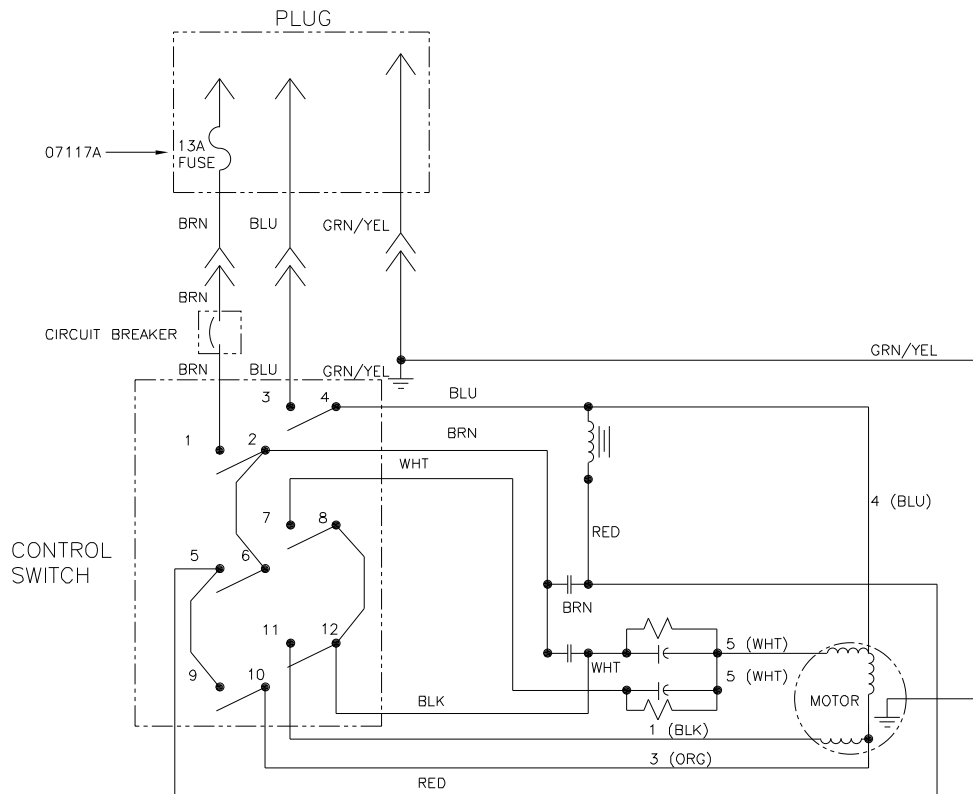 PLUG
07117A
13A
FUSE
BRN
BLU
GRN/YEL
BRN
CIRCUIT BREAKER
GRN/YEL
BRN
BLU
GRN/YEL
3
4
BLU
1
2
BRN
WHT
7
8
4 (BLU)
RED
CONTROL
SWITCH
5
6
BRN
11
12
5 (WHT)
WHT
9
10
5 (WHT)
BLK
MOTOR
1 (BLK)
3 (ORG)
RED